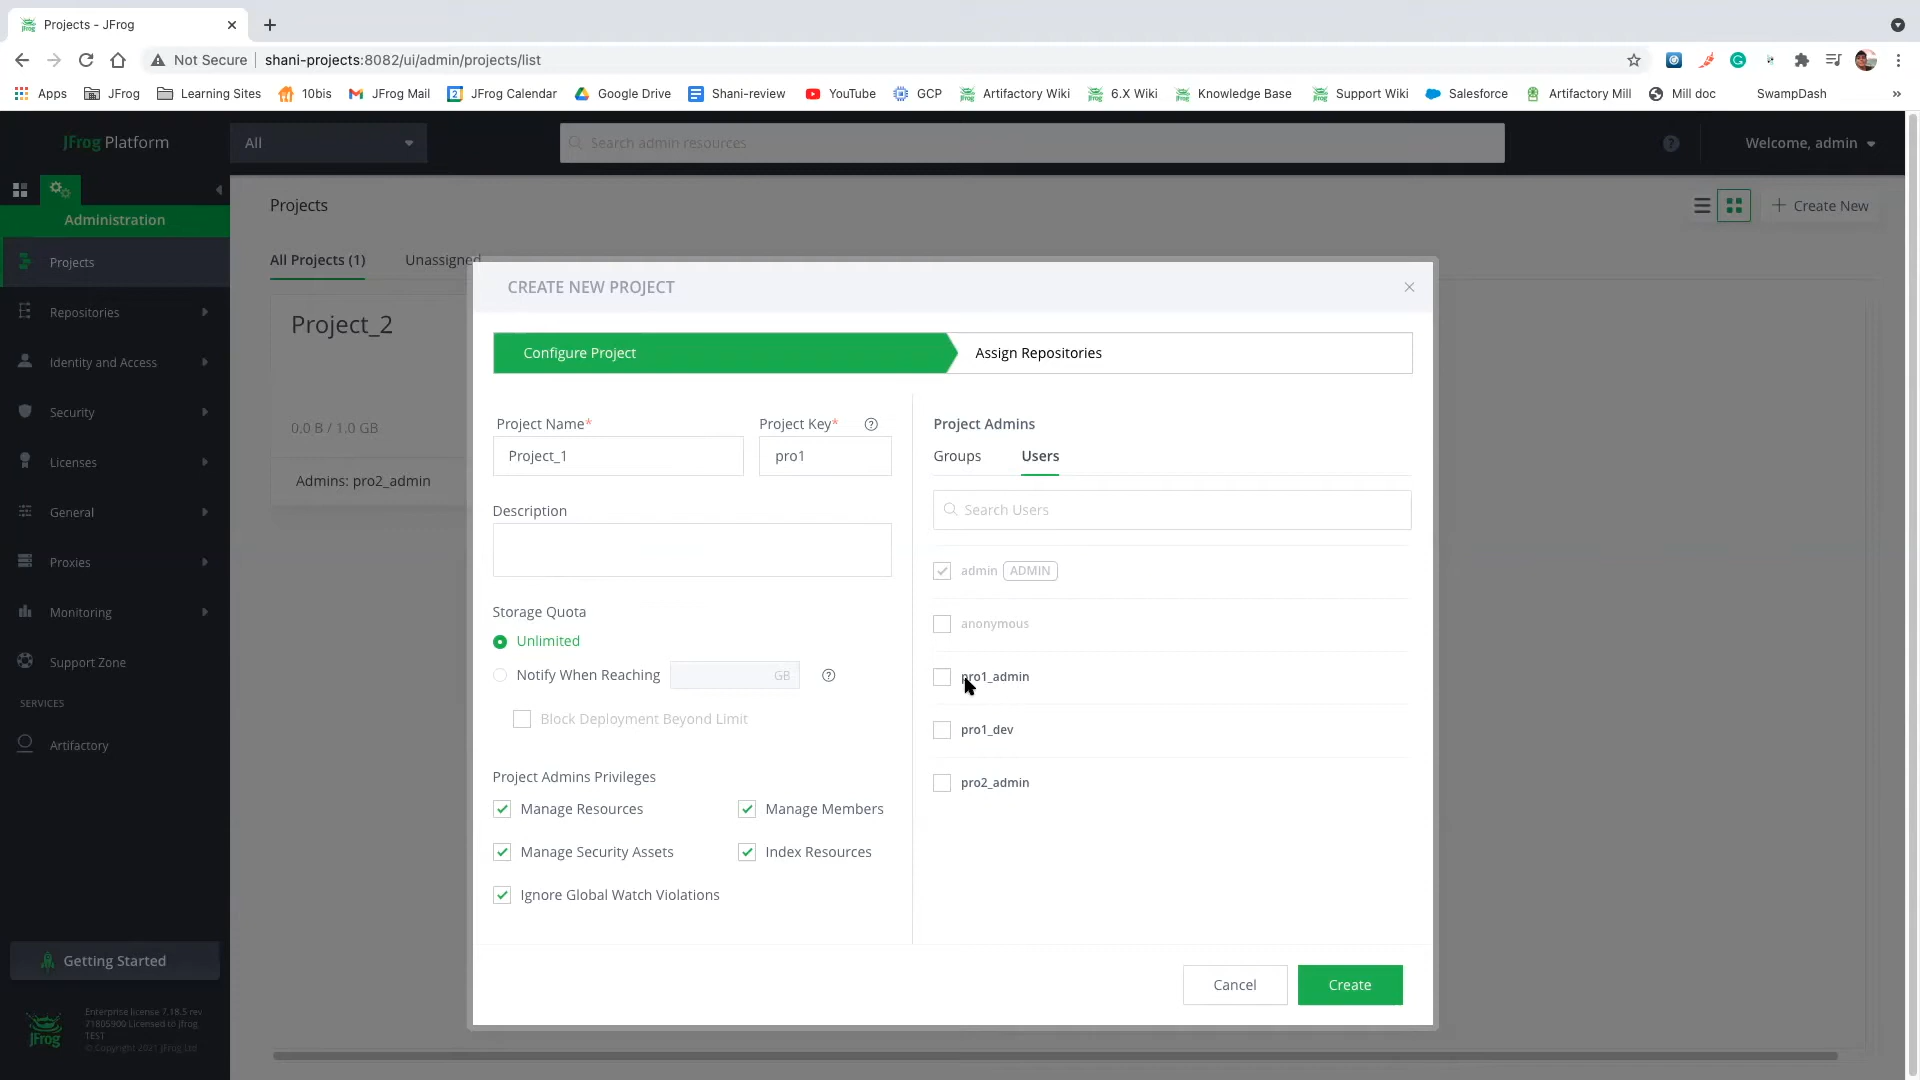 Projects - JFrog
Not Secure
shani-projects:8082/ui/admin/projects/list
Apps
JFrog
Learning Sites
10bis
JFrog Mail
JFrog Calendar
Google Drive
Shani-review
YouTube
GCP
Artifactory Wiki
6.X Wiki
Knowledge Base
Support Wiki
Salesforce
Artifactory Mill
Mill doc
SwampDash
»
JFrog Platform
All
Search admin resources
Welcome, admin
Administration
Projects
Repositories
Identity and Access
Security
Licenses
General
Proxies
Monitoring
Support Zone
SERVICES
Artifactory
Getting Started
JFrog
Enterprise license 7.18.5 rev
71805900 Licensed to jfrog
TEST
© Copyright 2021 JFrog Ltd
Projects
Create New
All Projects (1)
Unassigned
Project_2
0.0 B / 1.0 GB
Admins: pro2_admin
CREATE NEW PROJECT
Configure Project
Assign Repositories
Project Name*
Project Key*
Project_1
pro1
Description
Storage Quota
Unlimited
Notify When Reaching
GB
Block Deployment Beyond Limit
Project Admins Privileges
Manage Resources
Manage Members
Manage Security Assets
Index Resources
Ignore Global Watch Violations
Project Admins
Groups
Users
Search Users
admin ADMIN
anonymous
pro1_admin
pro1_dev
pro2_admin
Cancel
Create